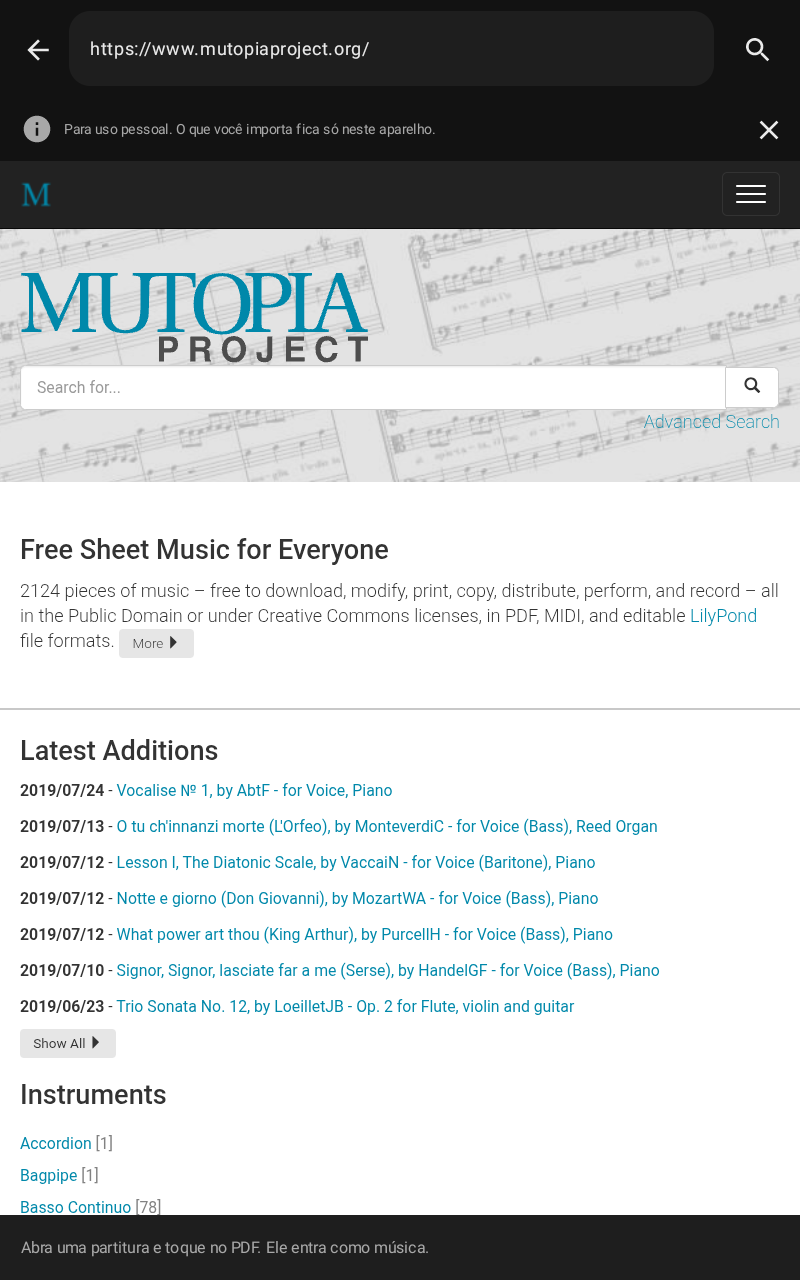 https://www.mutopiaproject.org/
Para uso pessoal. O que você importa fica só neste aparelho.
M
MUTOPIA
PROJECT
Search for...
Advanced Search
Free Sheet Music for Everyone
2124 pieces of music – free to download, modify, print, copy, distribute, perform, and record – all
in the Public Domain or under Creative Commons licenses, in PDF, MIDI, and editable LilyPond
file formats. More
Latest Additions
2019/07/24 - Vocalise № 1, by AbtF - for Voice, Piano
2019/07/13 - O tu ch'innanzi morte (L'Orfeo), by MonteverdiC - for Voice (Bass), Reed Organ
2019/07/12 - Lesson I, The Diatonic Scale, by VaccaiN - for Voice (Baritone), Piano
2019/07/12 - Notte e giorno (Don Giovanni), by MozartWA - for Voice (Bass), Piano
2019/07/12 - What power art thou (King Arthur), by PurcellH - for Voice (Bass), Piano
2019/07/10 - Signor, Signor, lasciate far a me (Serse), by HandelGF - for Voice (Bass), Piano
2019/06/23 - Trio Sonata No. 12, by LoeilletJB - Op. 2 for Flute, violin and guitar
Show All
Instruments
Accordion [1]
Bagpipe [1]
Basso Continuo [78]
Abra uma partitura e toque no PDF. Ele entra como música.